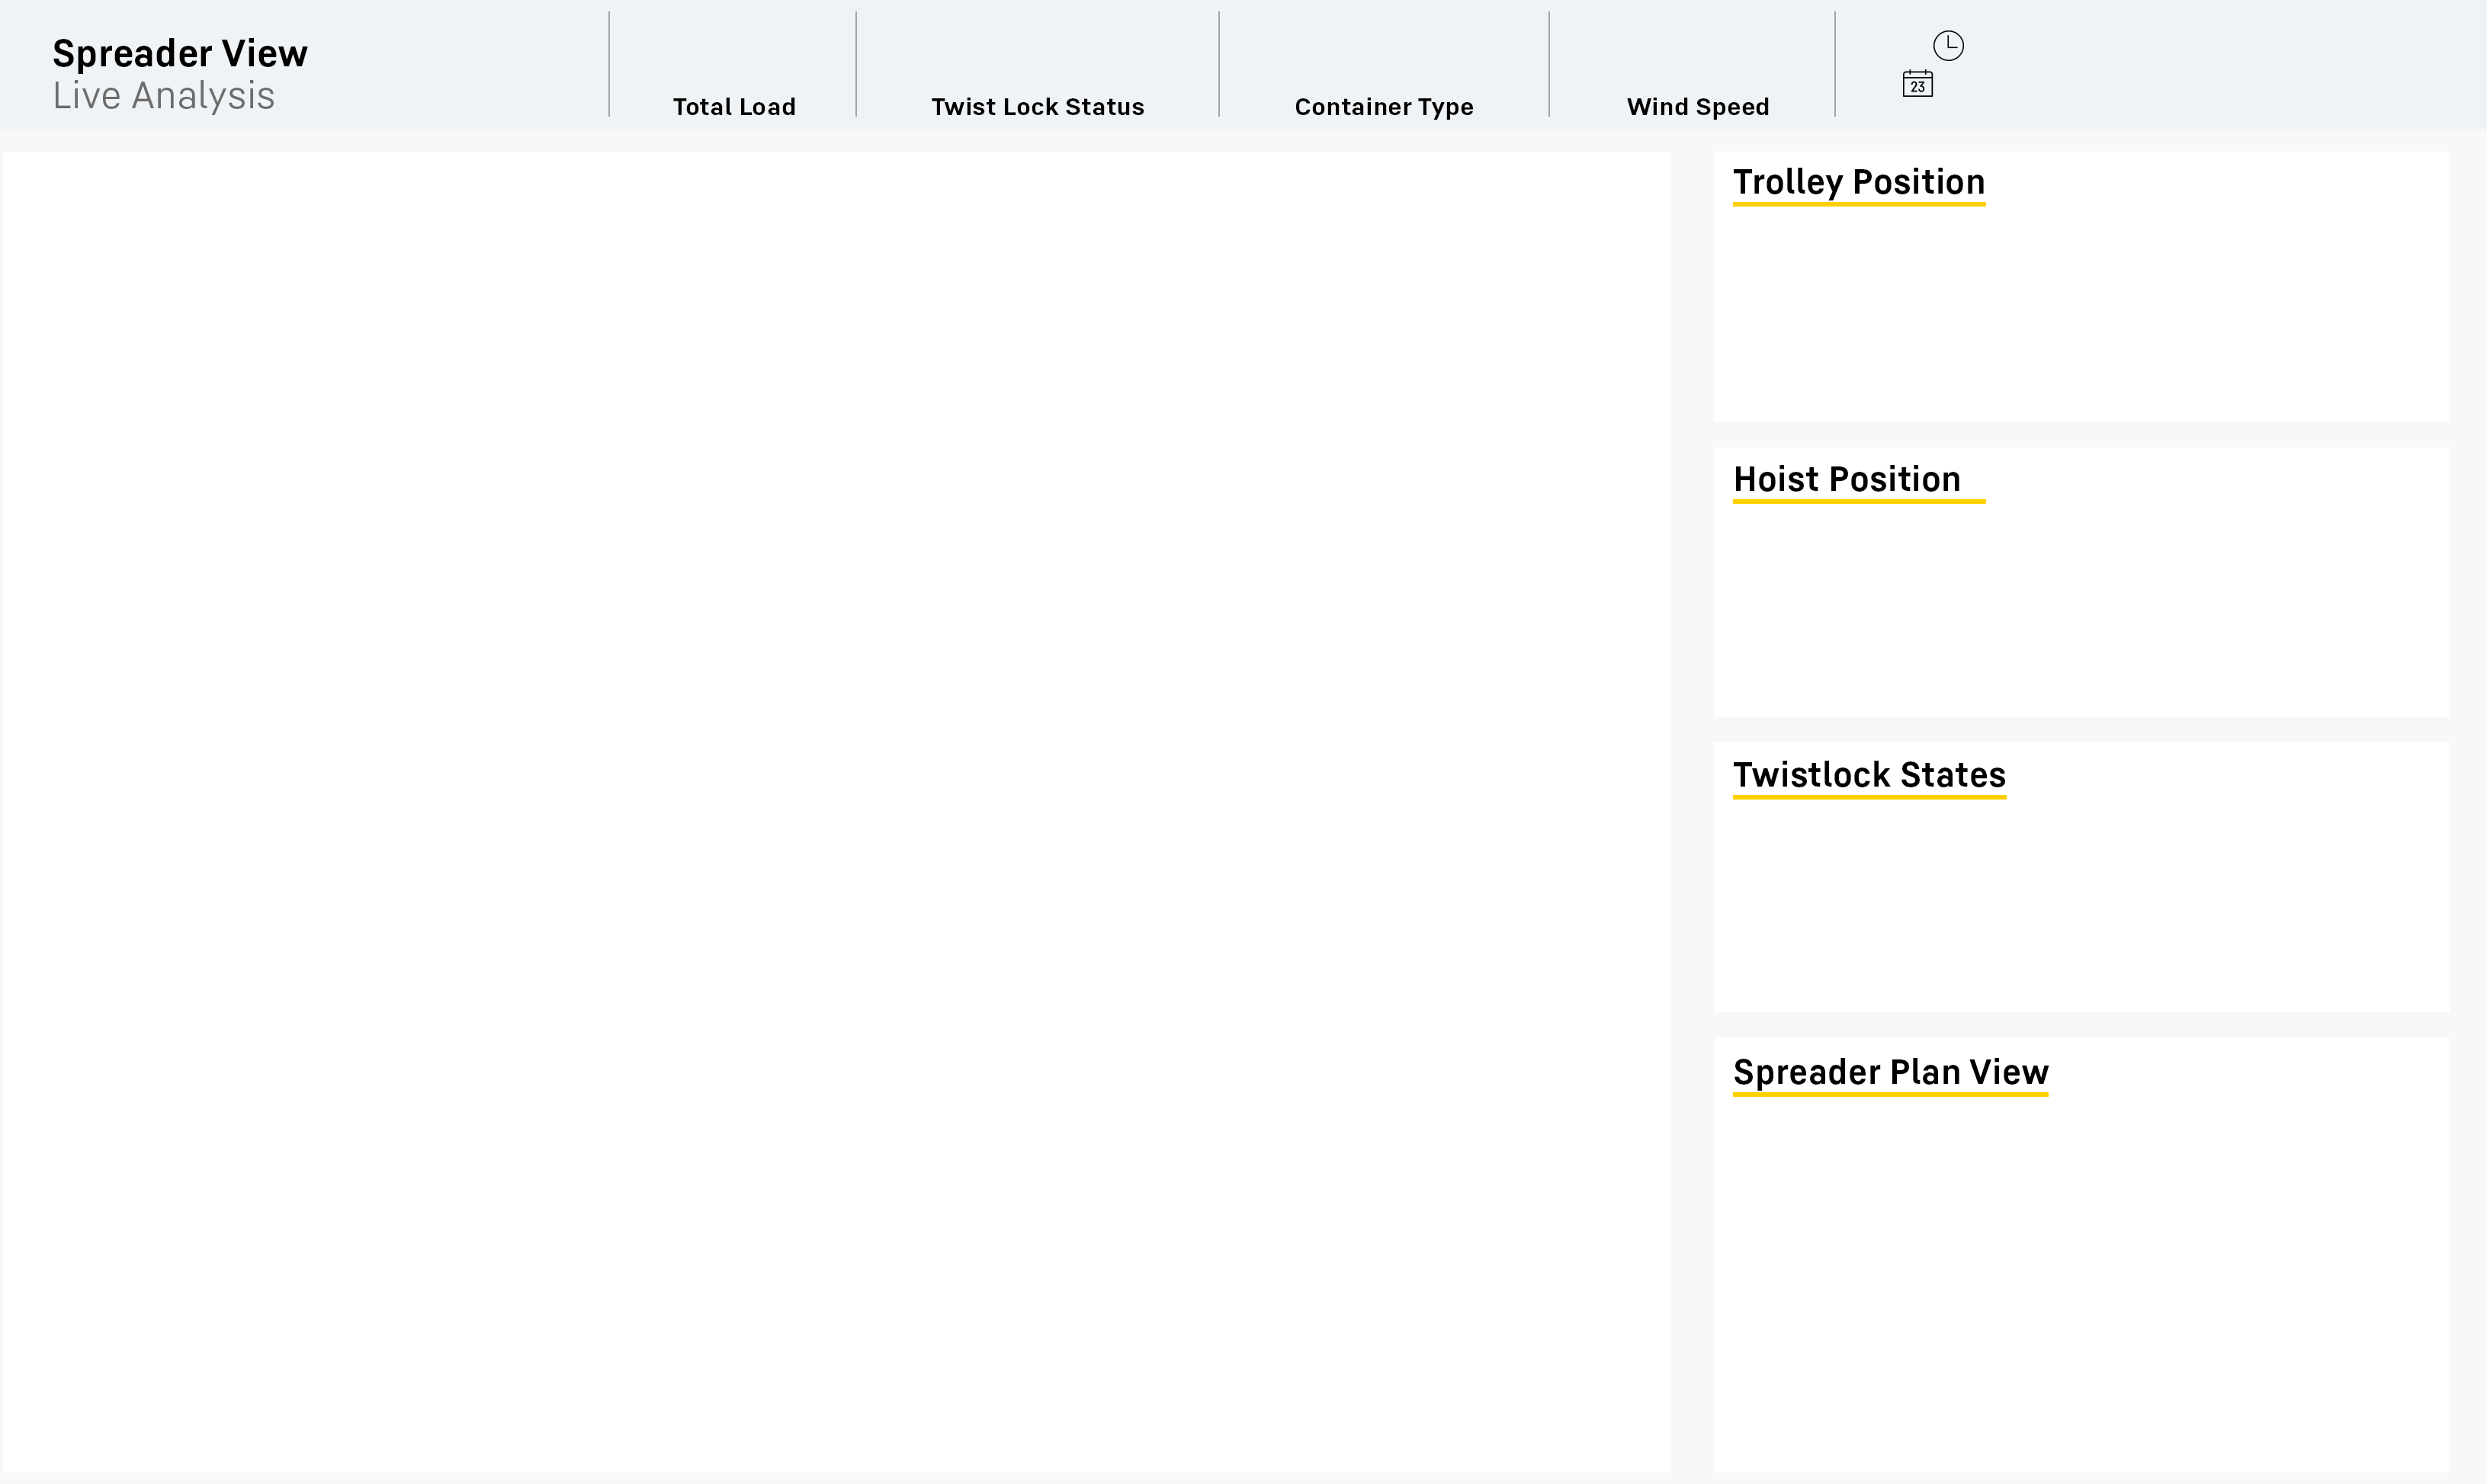 Spreader View
Live Analysis
Total Load
Twist Lock Status
Container Type
Wind Speed
23
Trolley Position
Hoist Position
Twistlock States
Spreader Plan View